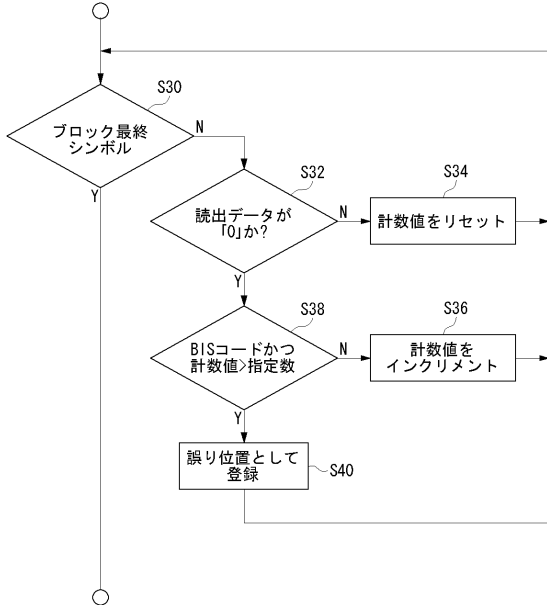 S30
ブロック最終
シンボル
N
Y
S32
読出データが
「0」か?
N
Y
S34
計数値をリセット
S38
BISコードかつ
計数値>指定数
N
Y
S36
計数値を
インクリメント
誤り位置として
登録
S40